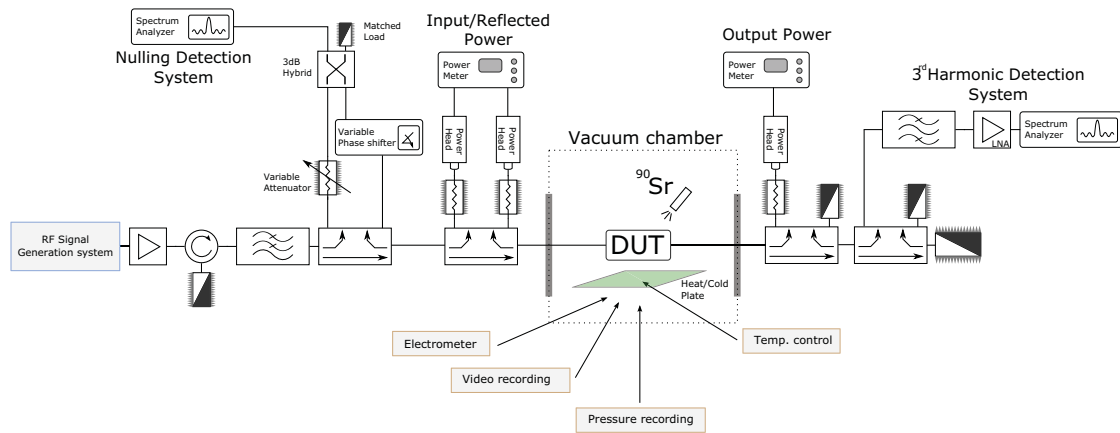 Spectrum
Analyzer
Nulling Detection
System
3dB
Hybrid
Matched
Load
Variable
Phase shifter
Variable
Attenuator
Input/Reflected
Power
Power
Meter
Power
Head
Power
Head
Output Power
Power
Meter
Power
Head
3rd Harmonic Detection
System
LNA
Spectrum
Analyzer
Vacuum chamber
90Sr
DUT
Heat/Cold
Plate
RF Signal
Generation system
Electrometer
Temp. control
Video recording
Pressure recording